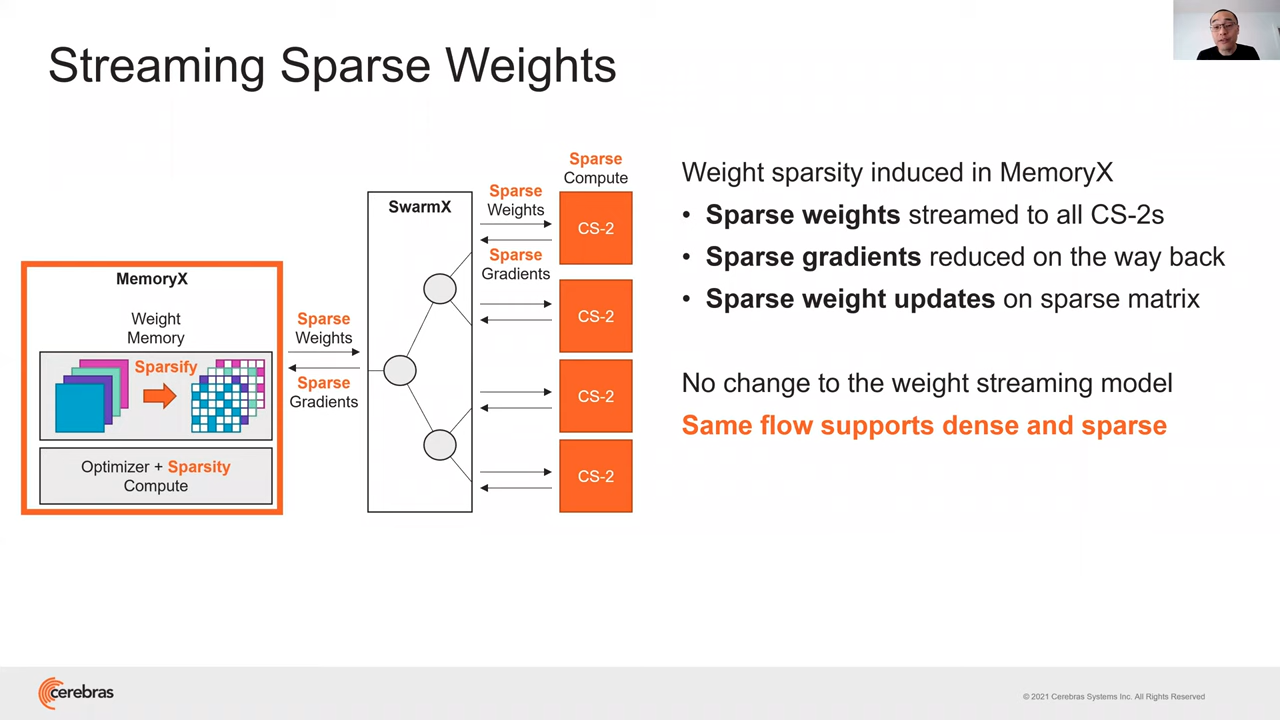 Streaming Sparse Weights
Sparse
Compute
Sparse
Weights
SwarmX
CS-2
Sparse
Gradients
MemoryX
CS-2
Weight
Memory
Sparse
Weights
Sparsify
Sparse
Gradients
CS-2
Optimizer + Sparsity
Compute
CS-2
Weight sparsity induced in MemoryX
• Sparse weights streamed to all CS-2s
• Sparse gradients reduced on the way back
• Sparse weight updates on sparse matrix
No change to the weight streaming model
Same flow supports dense and sparse
cerebras
© 2021 Cerebras Systems Inc. All Rights Reserved